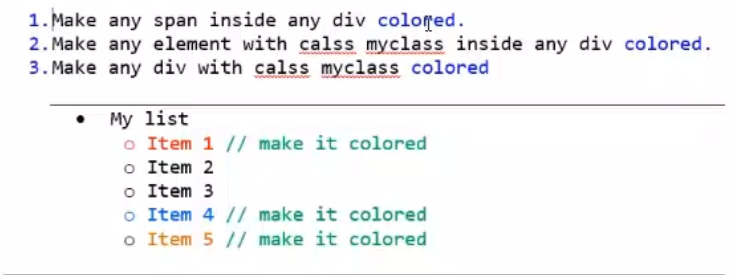 1.Make any span inside any div colored.
2.Make any element with calss myclass inside any div colored.
3.Make any div with calss myclass colored
• My list
o Item 1 // make it colored
o Item 2
o Item 3
o Item 4 // make it colored
o Item 5 // make it colored